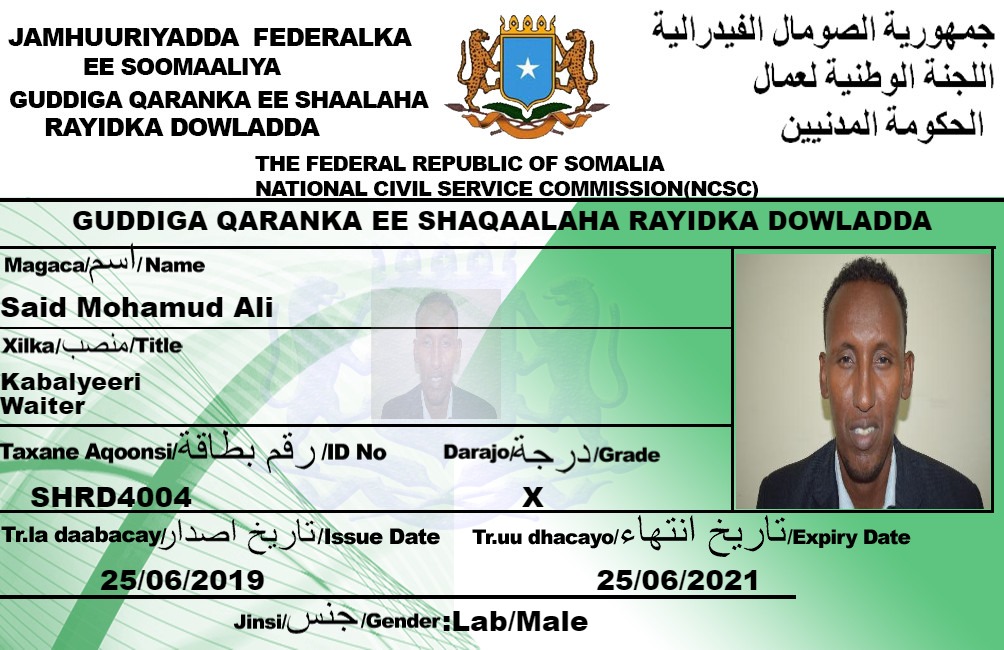 JAMHUURIYADDA FEDERALKA
EE SOOMAALIYA
GUDDIGA QARANKA EE SHAALAHA
RAYIDKA DOWLADDA
جمهورية الصومال الفيدرالية
اللجنة الوطنية لعمال
الحكومة المدنيين
THE FEDERAL REPUBLIC OF SOMALIA
NATIONAL CIVIL SERVICE COMMISSION(NCSC)
GUDDIGA QARANKA EE SHAQAALAHA RAYIDKA DOWLADDA
Magaca/اسم/Name
Said Mohamud Ali
Xilka/منصب/Title
Kabalyeeri
Waiter
Taxane Aqoonsi/رقم بطاقة/ID No
Darajo/درجة/Grade
SHRD4004
X
Tr.la daabacay/تاريخ اصدار/Issue Date
Tr.uu dhacayo/تاريخ انتهاء/Expiry Date
25/06/2019
25/06/2021
Jinsi/جنس/Gender:Lab/Male